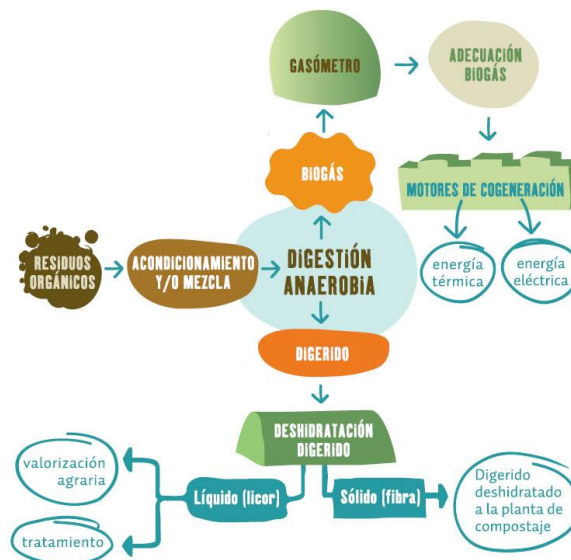 GASÓMETRO
ADECUACIÓN
BIOGÁS
BIOGÁS
MOTORES DE COGENERACIÓN
RESIDUOS
ORGÁNICOS
ACONDICIONAMIENTO
Y/O MEZCLA
DIGESTIÓN
ANAEROBIA
energía
térmica
energía
eléctrica
DIGERIDO
DESHIDRATACIÓN
DIGERIDO
valorización
agraria
Líquido (licor)
Sólido (fibra)
Digerido
deshidratado
a la planta de
compostaje
tratamiento